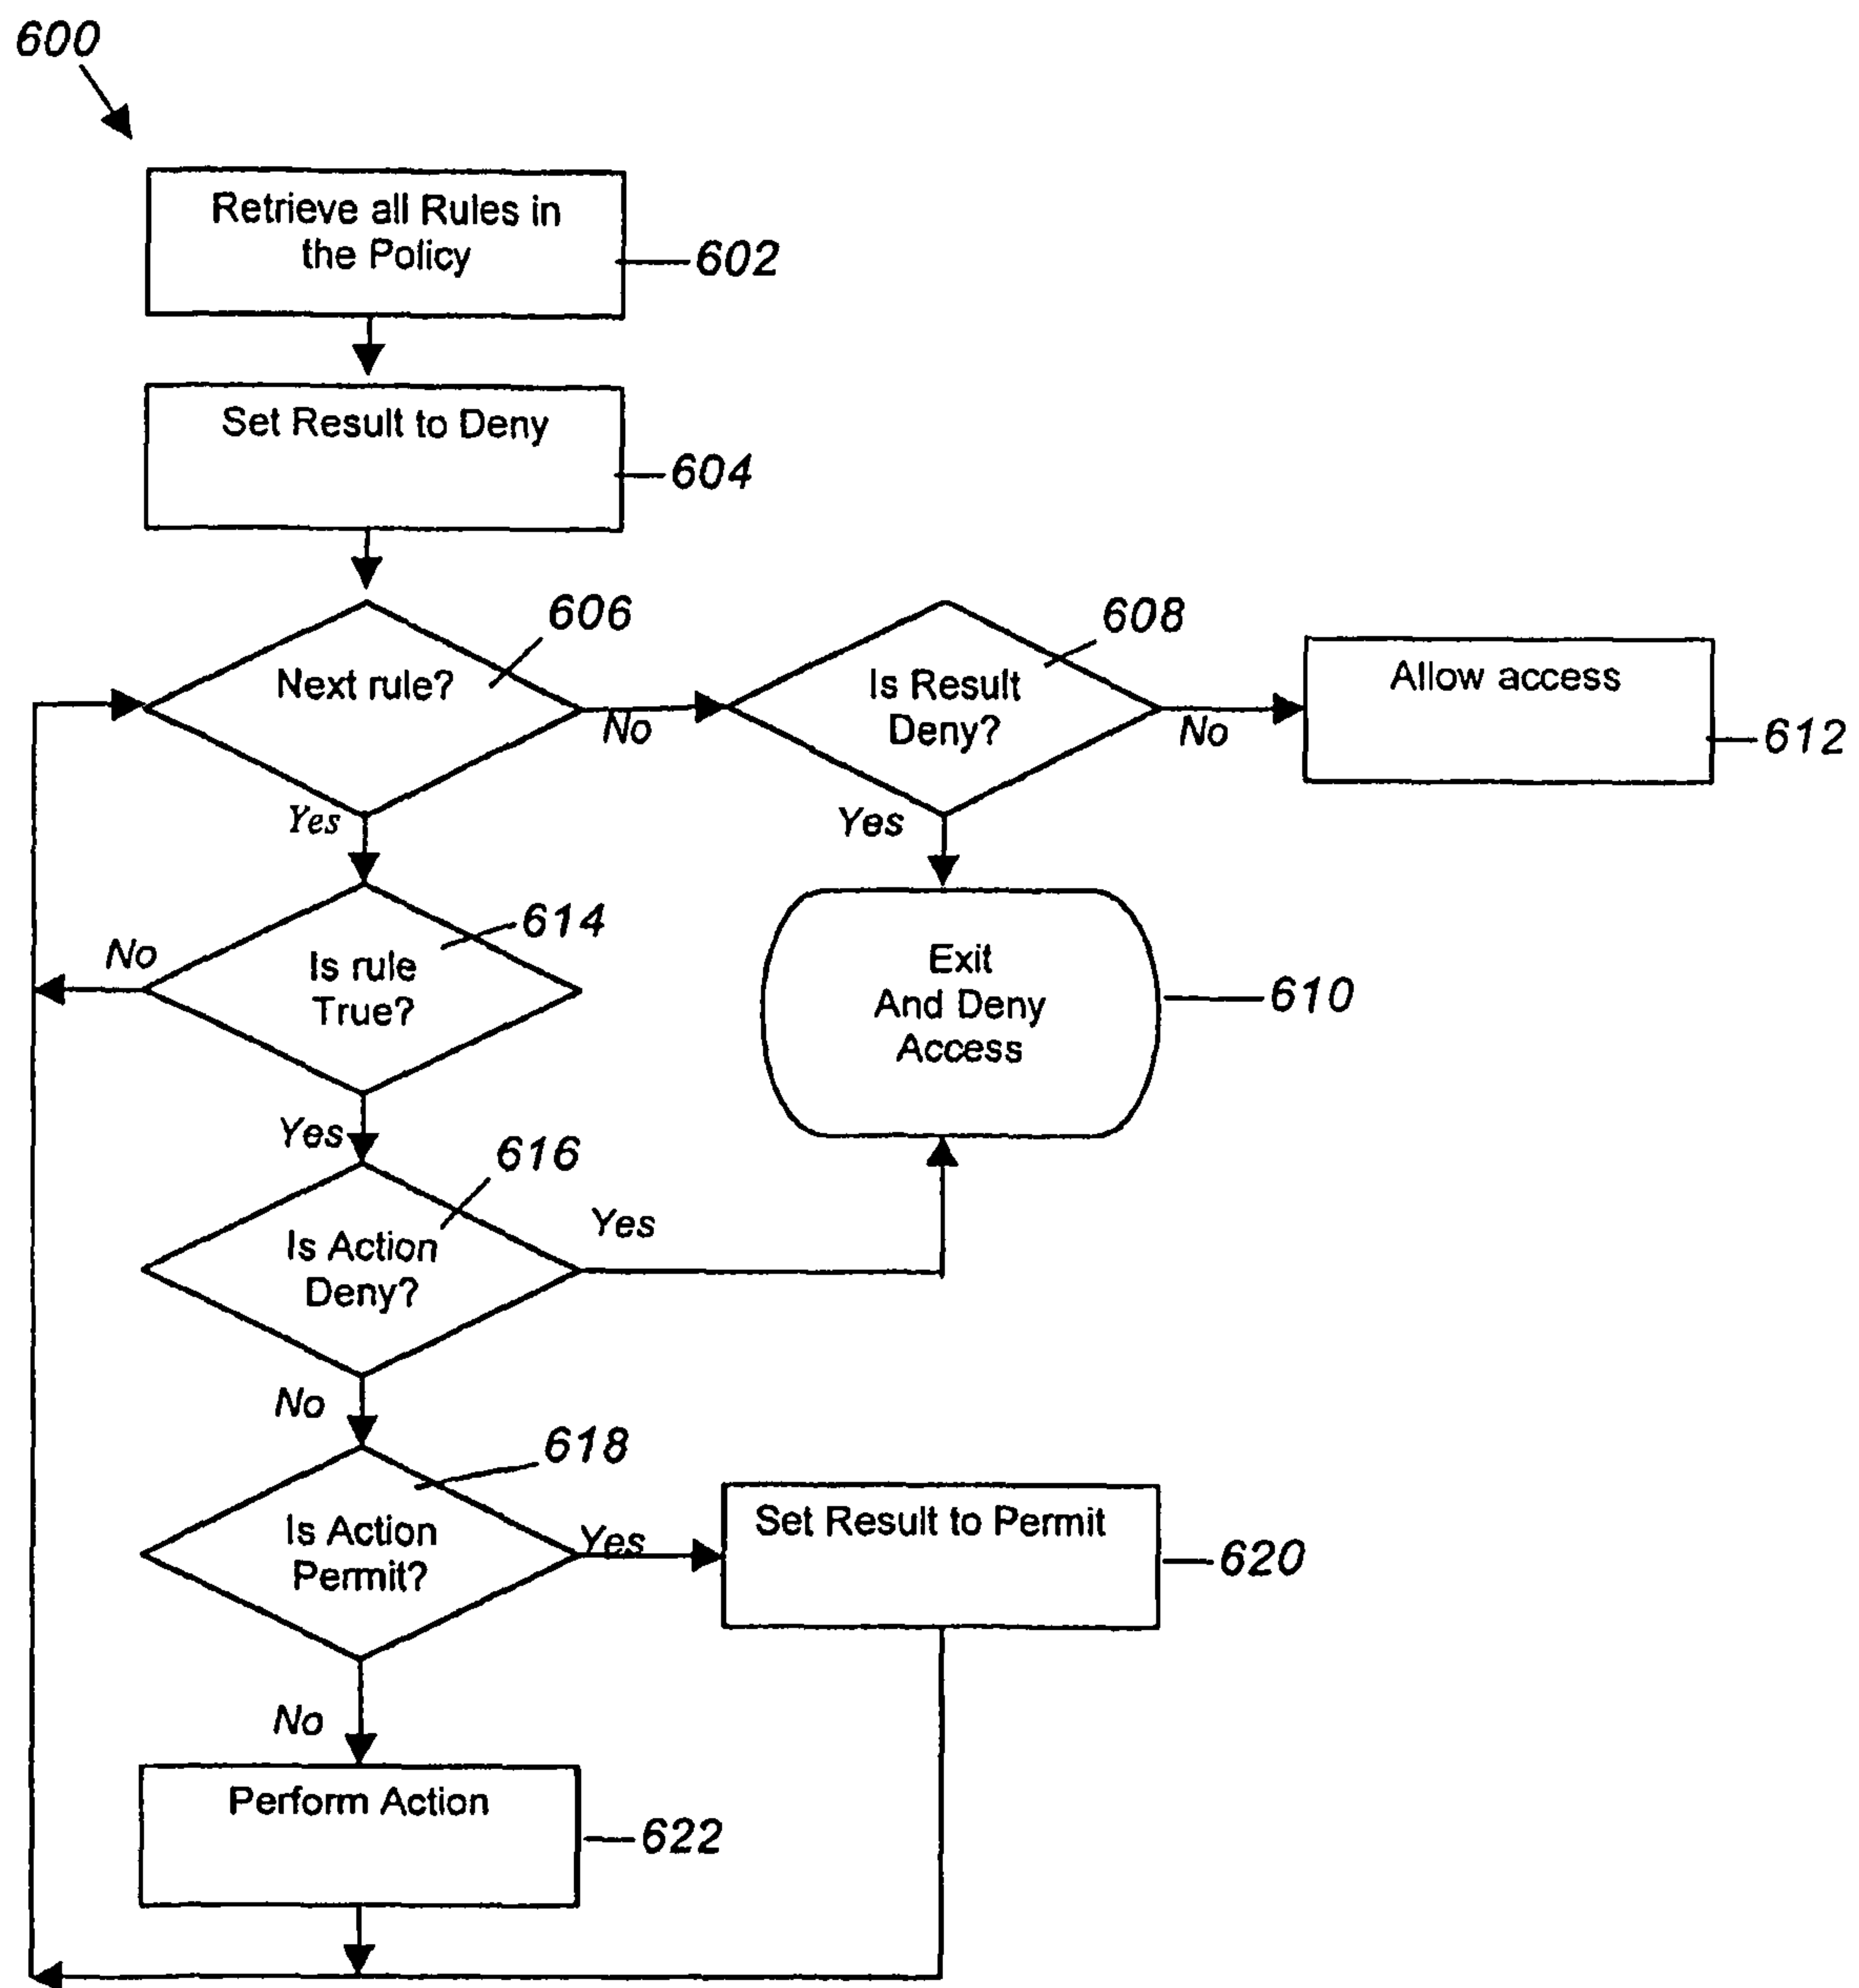 600
Retrieve all Rules in
the Policy
602
Set Result to Deny
604
606
Next rule?
No
Yes
608
Is Result
Deny?
No
Yes
Allow access
612
614
Is rule
True?
No
Yes
Exit
And Deny
Access
610
616
Is Action
Deny?
Yes
No
618
Is Action
Permit?
Yes
No
Set Result to Permit
620
Perform Action
622